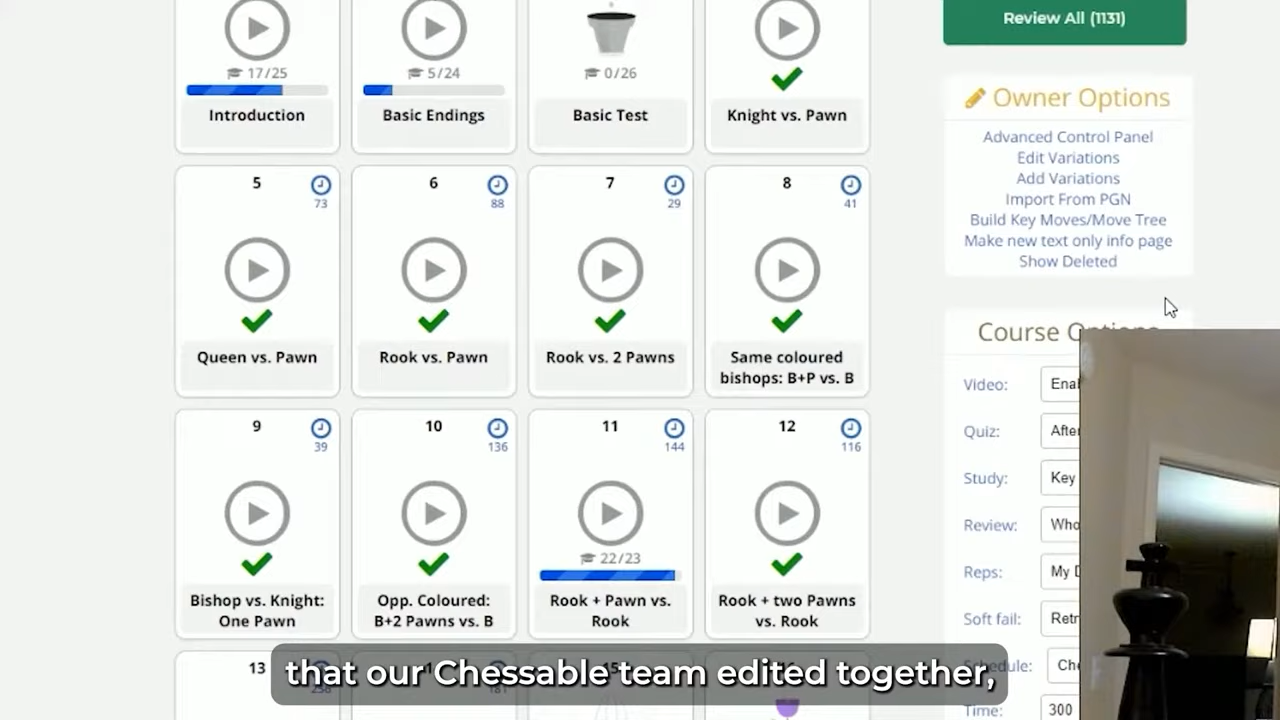 Review All (1131)
17/25
5/24
0/26
Introduction
Basic Endings
Basic Test
Knight vs. Pawn
Owner Options
Advanced Control Panel
Edit Variations
Add Variations
Import From PGN
Build Key Moves/Move Tree
Make new text only info page
Show Deleted
5
73
6
88
7
29
8
41
Queen vs. Pawn
Rook vs. Pawn
Rook vs. 2 Pawns
Same coloured
bishops: B+P vs. B
Course
Video:
Quiz:
Study:
Key
Review:
Reps:
Soft fail:
Time:
300
9
39
10
136
11
144
12
116
22/23
Bishop vs. Knight:
One Pawn
Opp. Coloured:
B+2 Pawns vs. B
Rook + Pawn vs.
Rook
Rook + two Pawns
vs. Rook
13
that our Chessable team edited together,